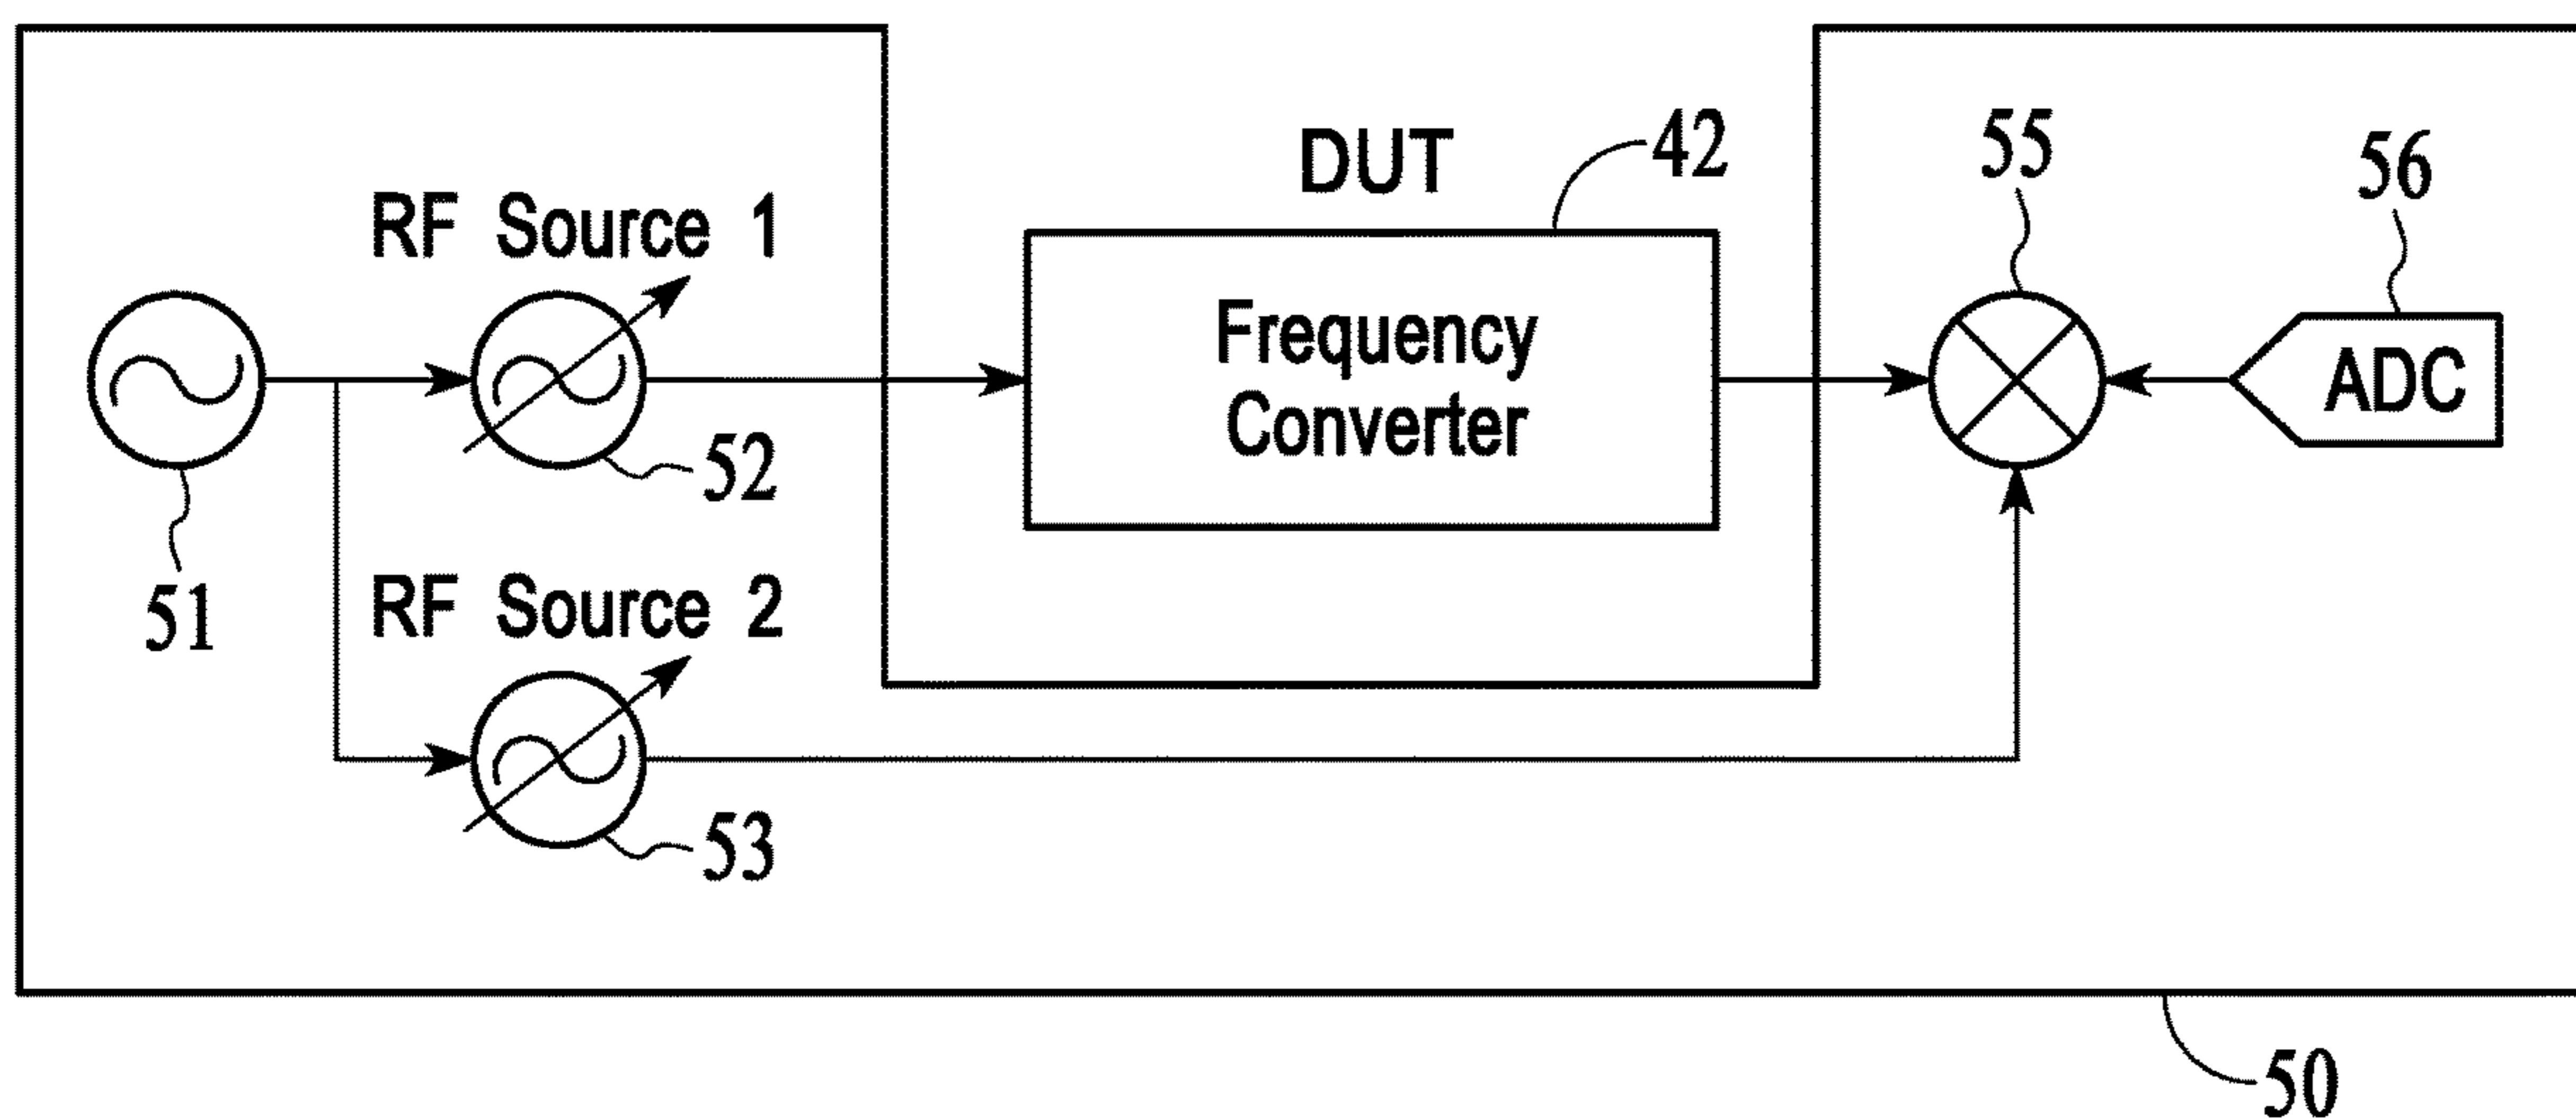 DUT
42
55
56
RF Source 1
Frequency
Converter
ADC
52
51
RF Source 2
53
50